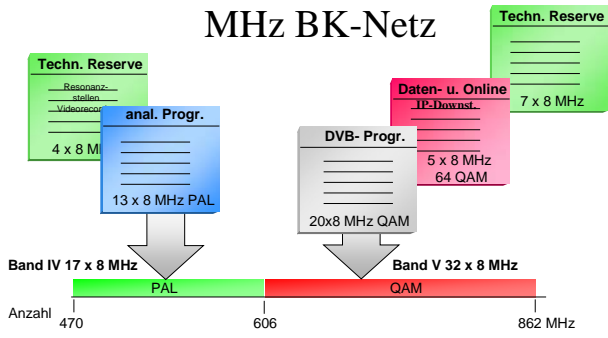 MHz BK-Netz
Techn. Reserve
Resonanz-
stellen
4 x 8
anal. Progr.
13 x 8 MHz PAL
DVB- Progr.
20x8 MHz QAM
Daten- u. Online
IP-Downst.
5 x 8 MHz
64 QAM
Techn. Reserve
7 x 8 MHz
Band IV 17 x 8 MHz
Band V 32 x 8 MHz
PAL
QAM
Anzahl
470
606
862 MHz